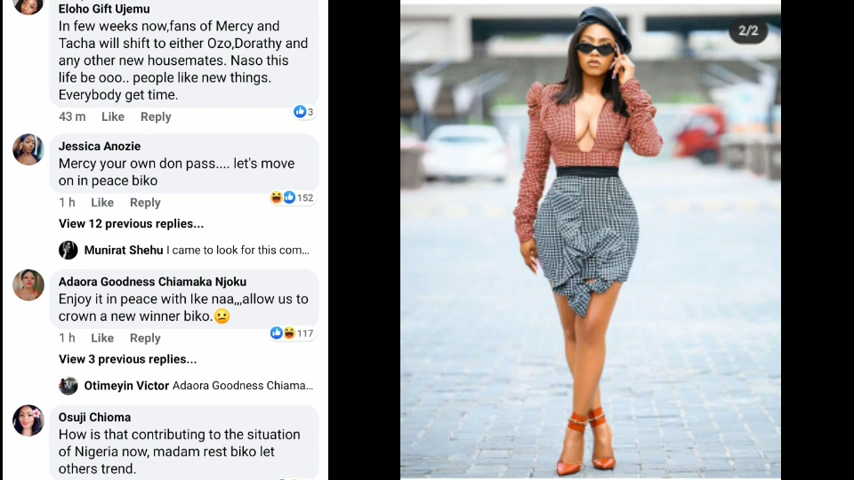 Eloho Gift Ujemu
In few weeks now,fans of Mercy and
Tacha will shift to either Ozo,Dorathy and
any other new housemates. Naso this
life be ooo.. people like new things.
Everybody get time.
43 m Like Reply 3
Jessica Anozie
Mercy your own don pass.... let's move
on in peace biko
1 h Like Reply 152
View 12 previous replies...
Munirat Shehu I came to look for this com...
Adaora Goodness Chiamaka Njoku
Enjoy it in peace with Ike naa,,,allow us to
crown a new winner biko.😕
1 h Like Reply 117
View 3 previous replies...
Otimeyin Victor Adaora Goodness Chiama...
Osuji Chioma
How is that contributing to the situation
of Nigeria now, madam rest biko let
others trend.
2/2